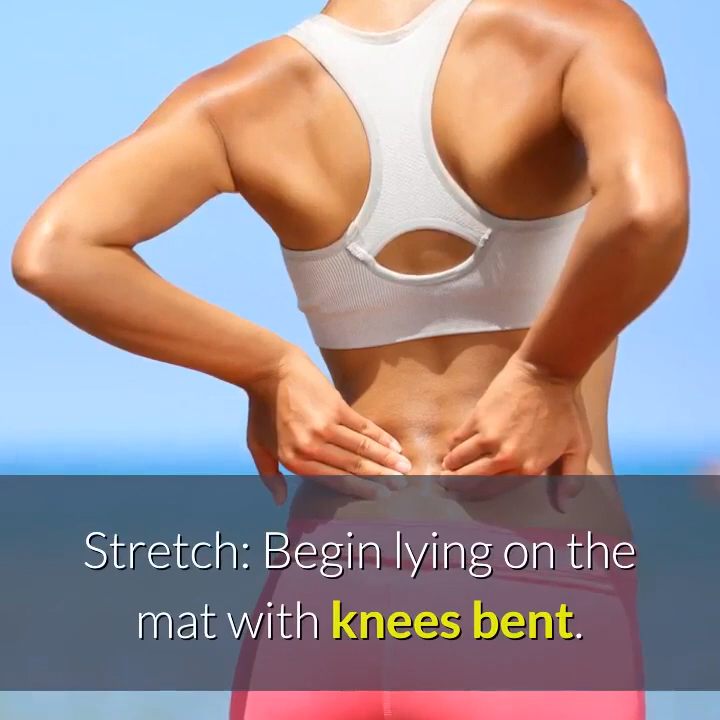 Stretch: Begin lying on the
mat with knees bent.